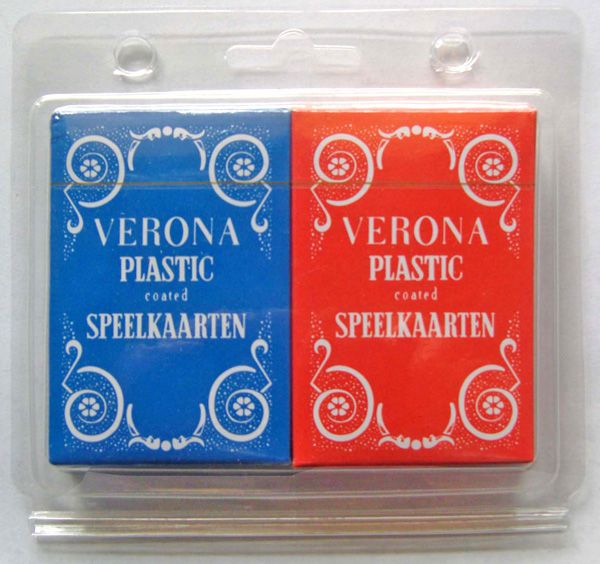 VERONA
PLASTIC
coated
SPEELKAARTEN
VERONA
PLASTIC
coated
SPEELKAARTEN